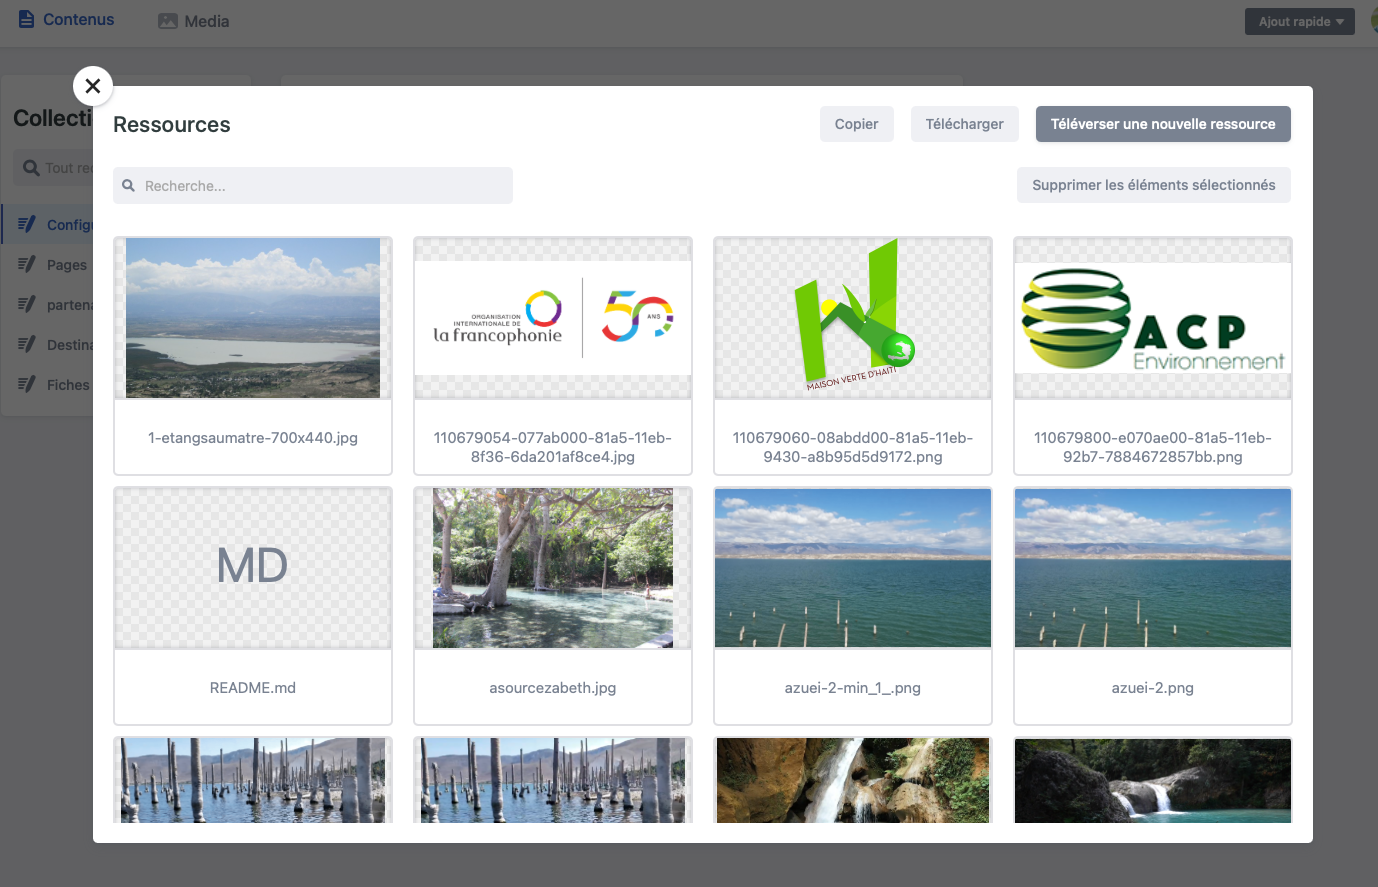 Contenus
Media
Ajout rapide
Collecti
Tout rec
Configu
Pages
partena
Destina
Fiches
Ressources
Copier
Télécharger
Téléverser une nouvelle ressource
Recherche...
Supprimer les éléments sélectionnés
ORGANISATION
INTERNATIONALE DE
la francophonie
50
ANS
MAISON VERTE D'HAITI
ACP
Environnement
1-etangsaumatre-700x440.jpg
110679054-077ab000-81a5-11eb-
8f36-6da201af8ce4.jpg
110679060-08abdd00-81a5-11eb-
9430-a8b95d5d9172.png
110679800-e070ae00-81a5-11eb-
92b7-7884672857bb.png
MD
README.md
asourcezabeth.jpg
azuei-2-min_1_.png
azuei-2.png